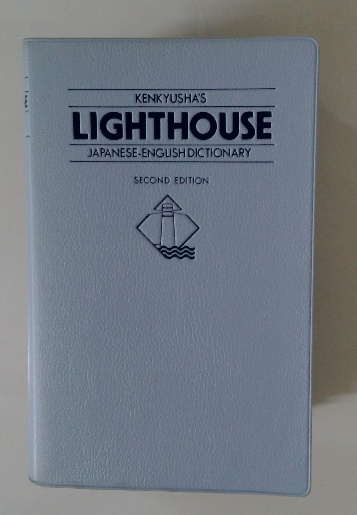 KENKYUSHA'S
LIGHTHOUSE
JAPANESE-ENGLISH DICTIONARY
SECOND EDITION